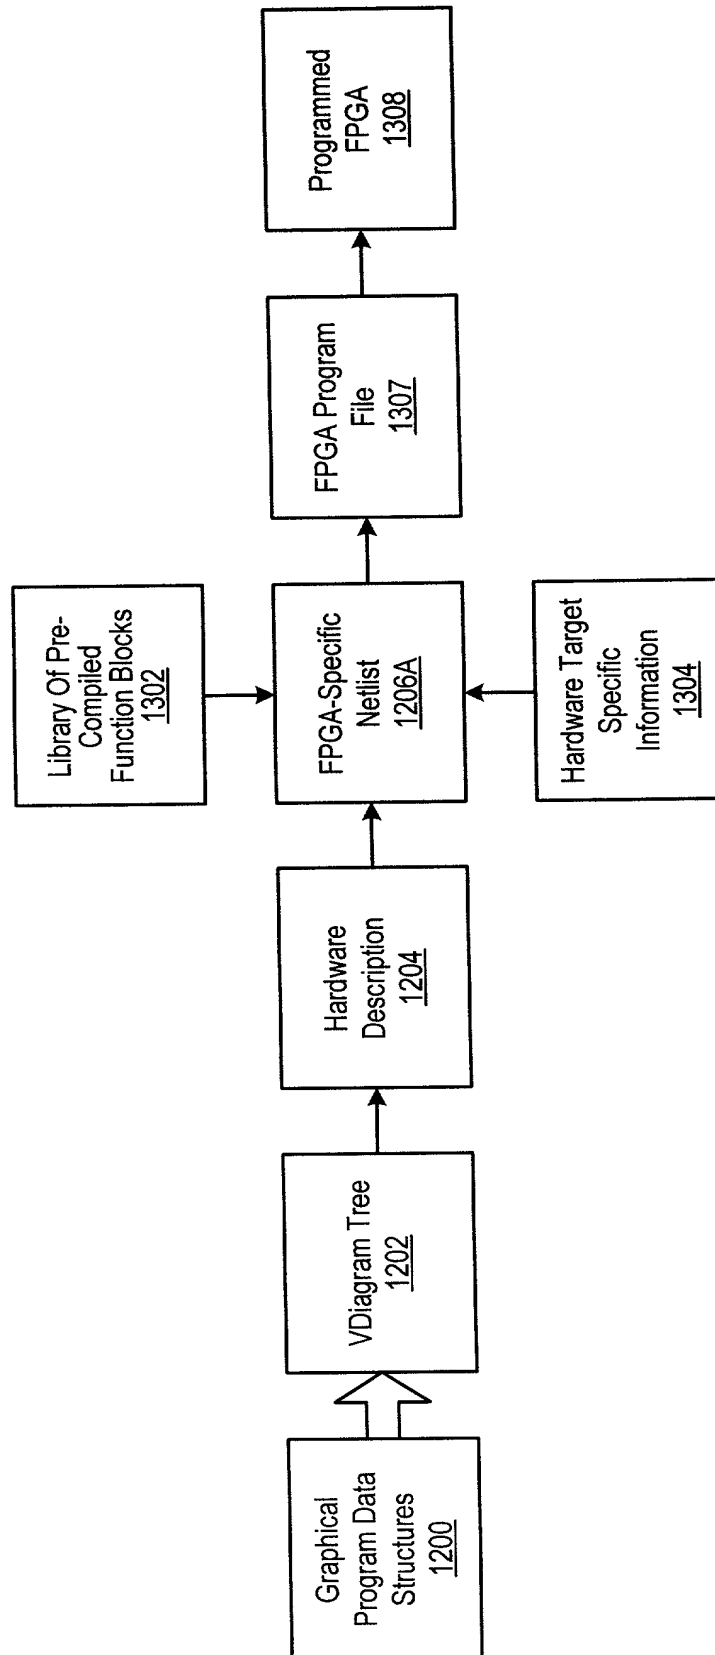 Graphical
Program Data
Structures
1200
VDiagram Tree
1202
Hardware
Description
1204
Library Of Pre-
Compiled
Function Blocks
1302
FPGA-Specific
Netlist
1206A
Hardware Target
Specific
Information
1304
FPGA Program
File
1307
Programmed
FPGA
1308